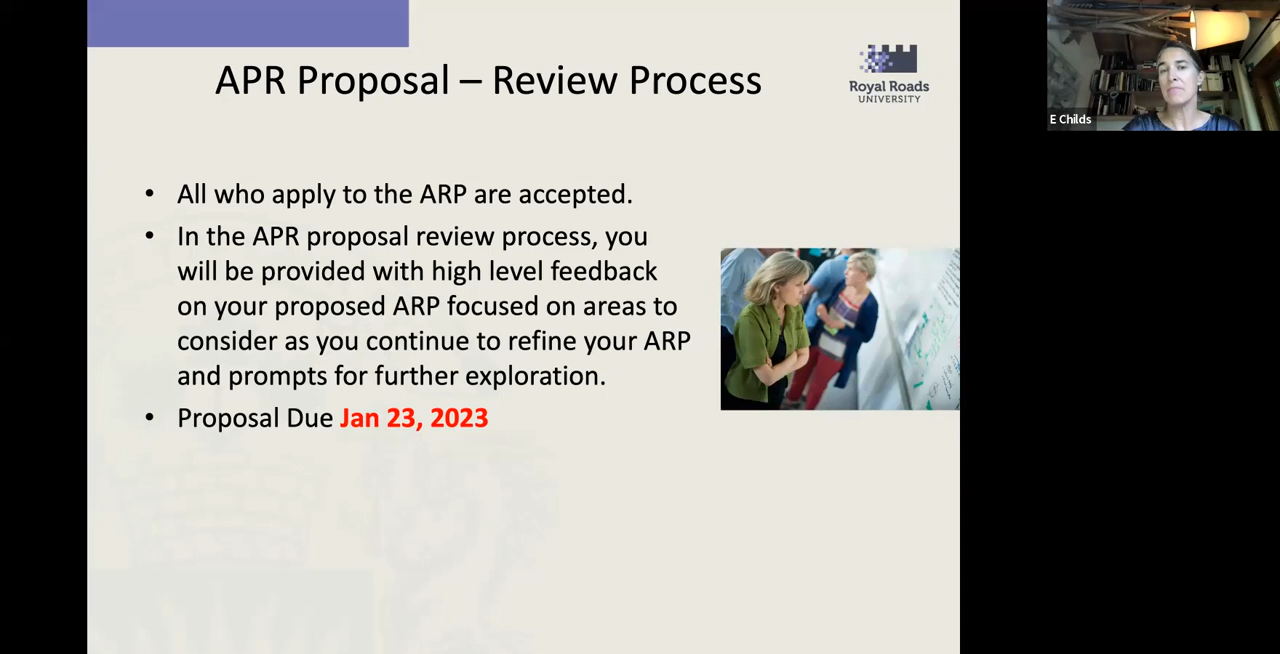 APR Proposal – Review Process
Royal Roads
UNIVERSITY
E Childs
• All who apply to the ARP are accepted.
• In the APR proposal review process, you
will be provided with high level feedback
on your proposed ARP focused on areas to
consider as you continue to refine your ARP
and prompts for further exploration.
• Proposal Due Jan 23, 2023